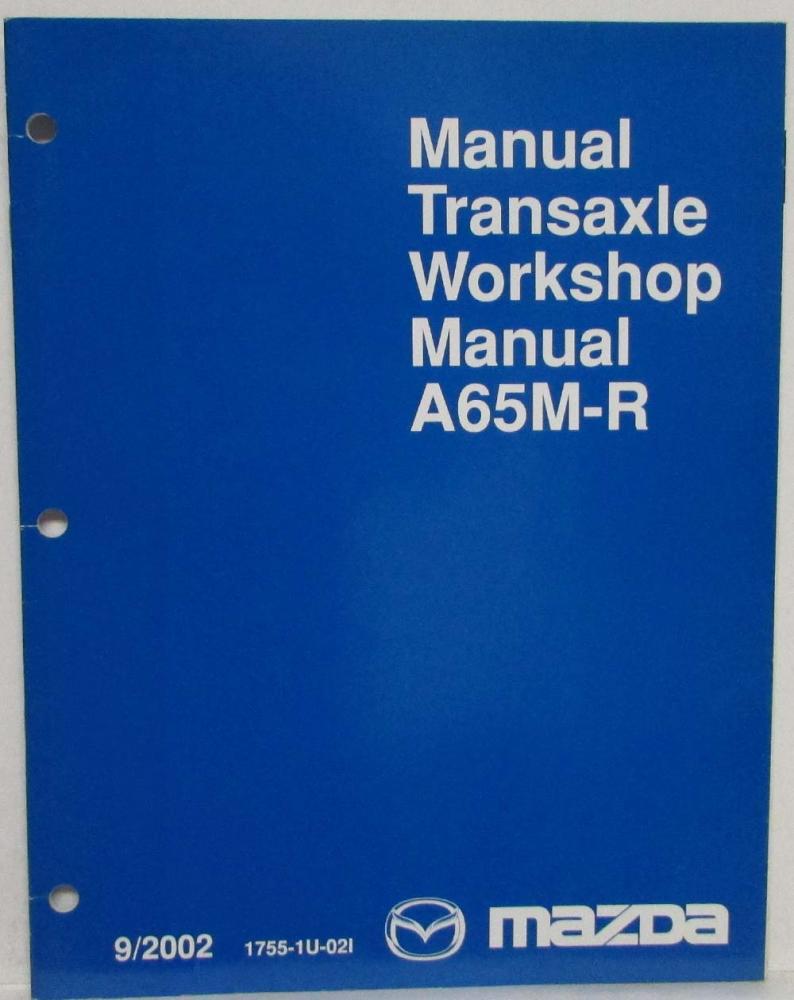 Manual
Transaxle
Workshop
Manual
A65M-R
9/2002 1755-1U-02I mazda